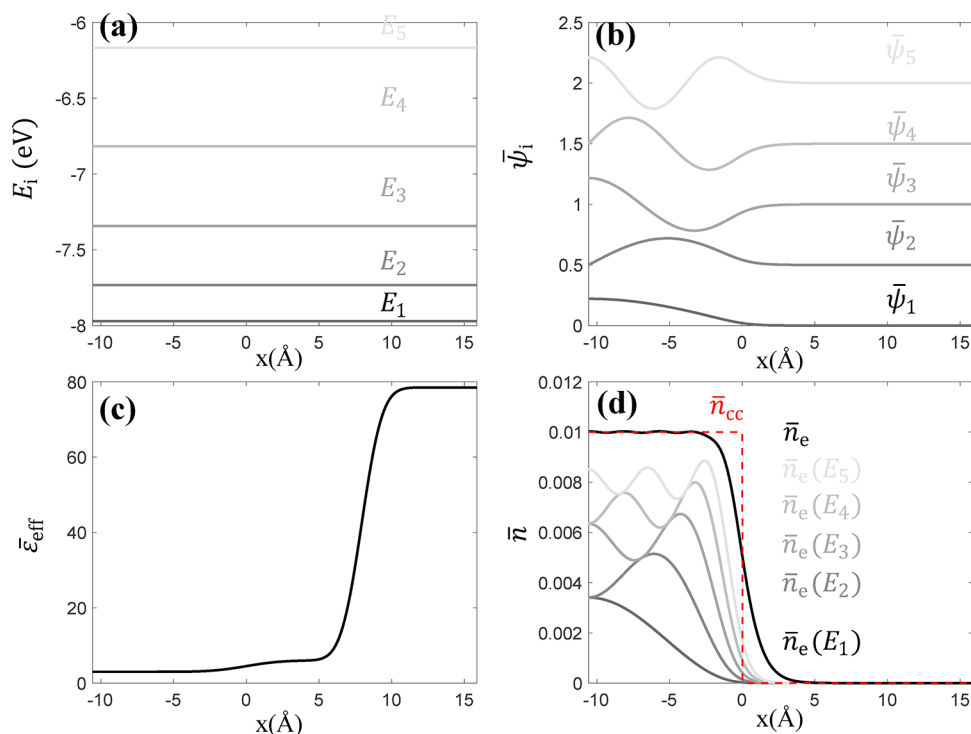 (a)
E₅
E₄
E₃
E₂
E₁
-6
-6.5
-7
-7.5
-8
Eᵢ (eV)
-10 -5 0 5 10 15
x(Å)
(b)
ψ̄₅
ψ̄₄
ψ̄₃
ψ̄₂
ψ̄₁
2.5
2
1.5
1
0.5
0
ψ̄ᵢ
-10 -5 0 5 10 15
x(Å)
(c)
80
60
40
20
0
ε̄eff
-10 -5 0 5 10 15
x(Å)
(d)
n̄cc
n̄e
n̄e(E₅)
n̄e(E₄)
n̄e(E₃)
n̄e(E₂)
n̄e(E₁)
0.012
0.01
0.008
0.006
0.004
0.002
0
n̄
-10 -5 0 5 10 15
x(Å)